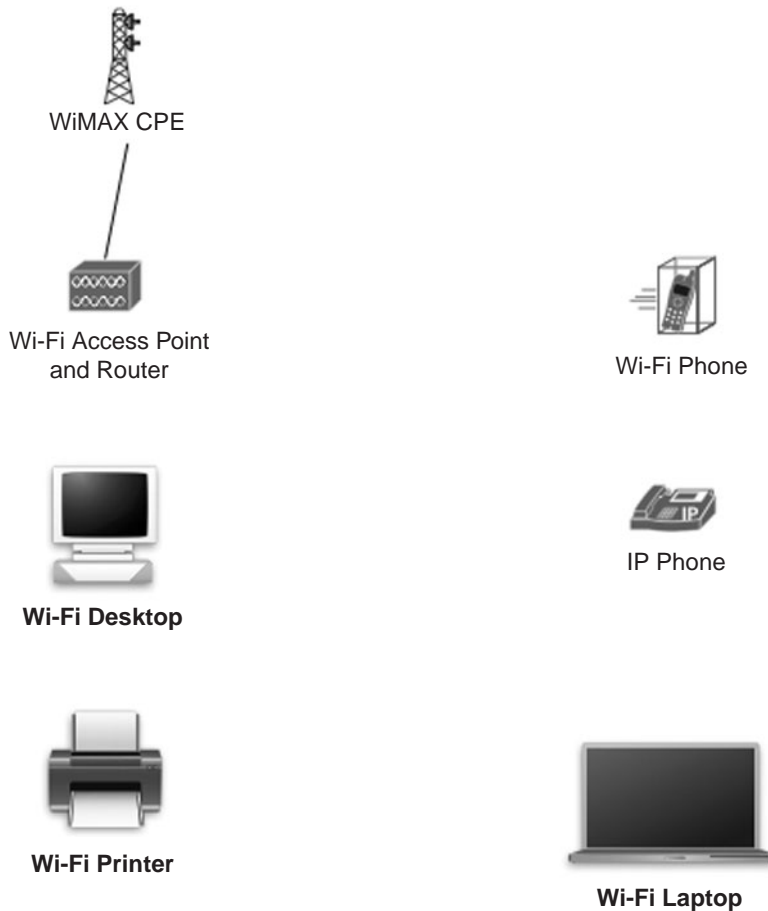 WiMAX CPE
Wi-Fi Access Point
and Router
Wi-Fi Phone
IP
IP Phone
Wi-Fi Desktop
Wi-Fi Printer
Wi-Fi Laptop